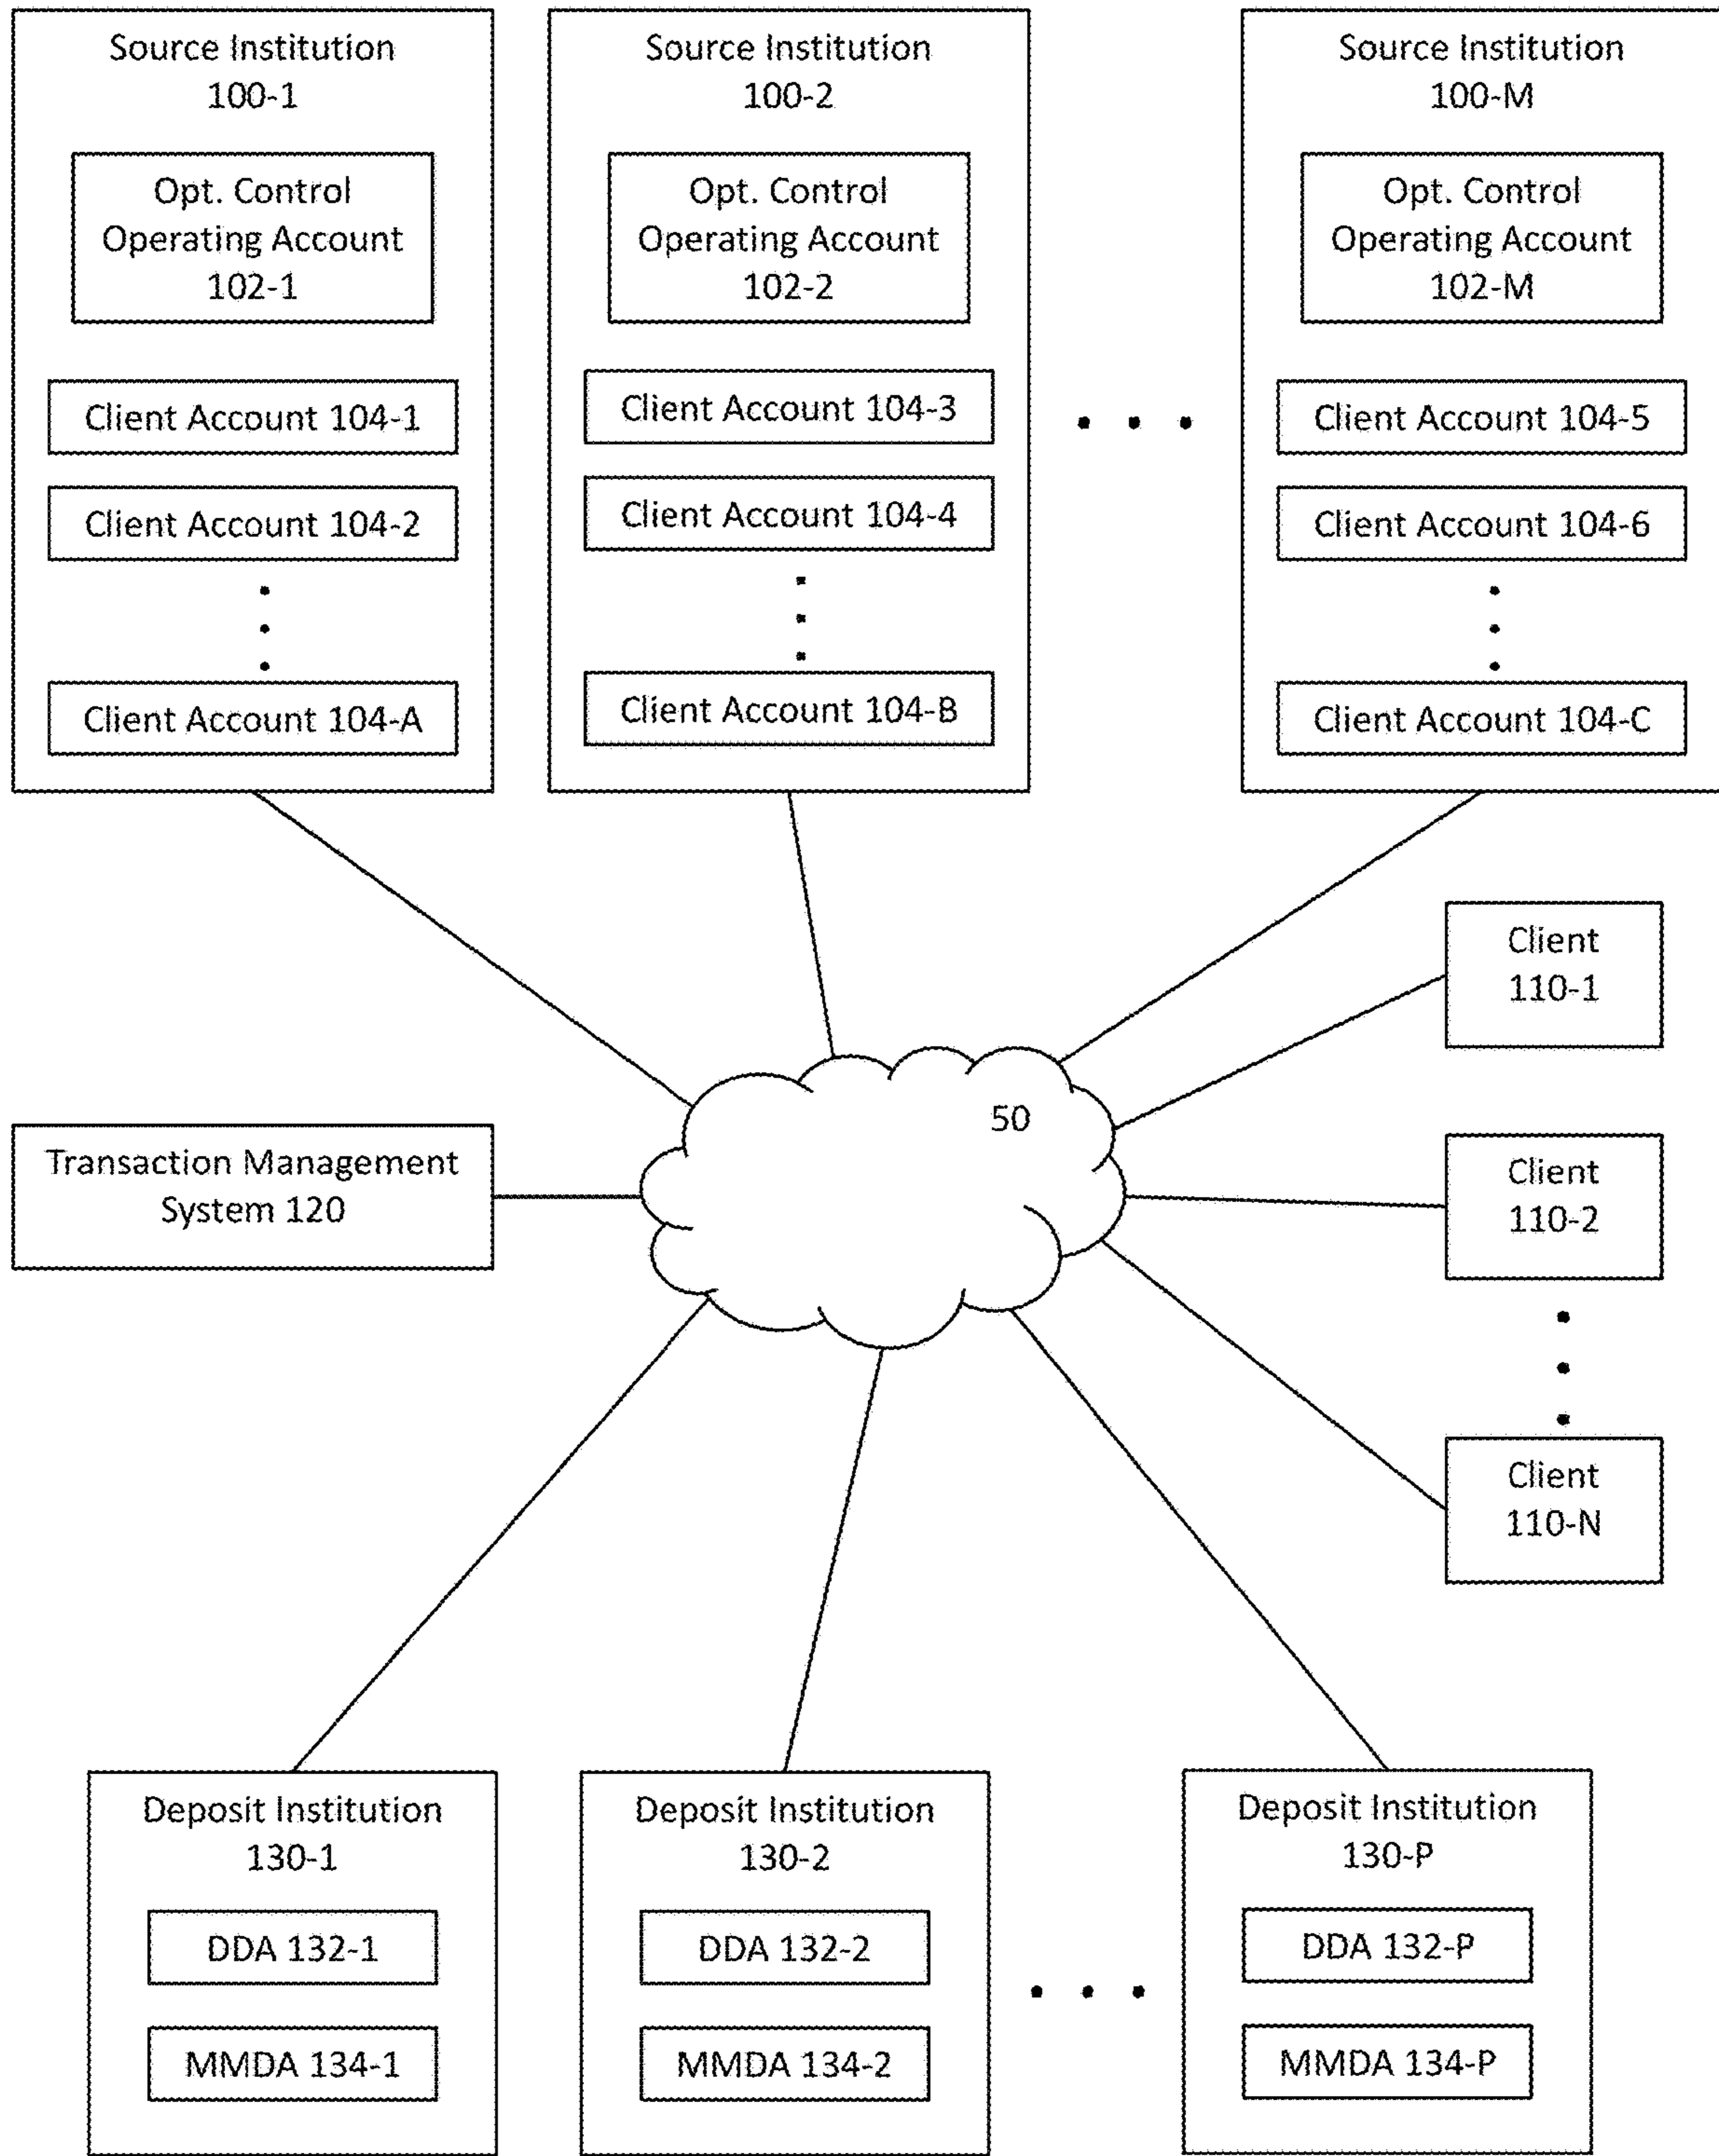 Source Institution
100-1
Opt. Control
Operating Account
102-1
Client Account 104-1
Client Account 104-2
Client Account 104-A
Source Institution
100-2
Opt. Control
Operating Account
102-2
Client Account 104-3
Client Account 104-4
Client Account 104-B
Source Institution
100-M
Opt. Control
Operating Account
102-M
Client Account 104-5
Client Account 104-6
Client Account 104-C
Client
110-1
50
Transaction Management
System 120
Client
110-2
Client
110-N
Deposit Institution
130-1
DDA 132-1
MMDA 134-1
Deposit Institution
130-2
DDA 132-2
MMDA 134-2
Deposit Institution
130-P
DDA 132-P
MMDA 134-P